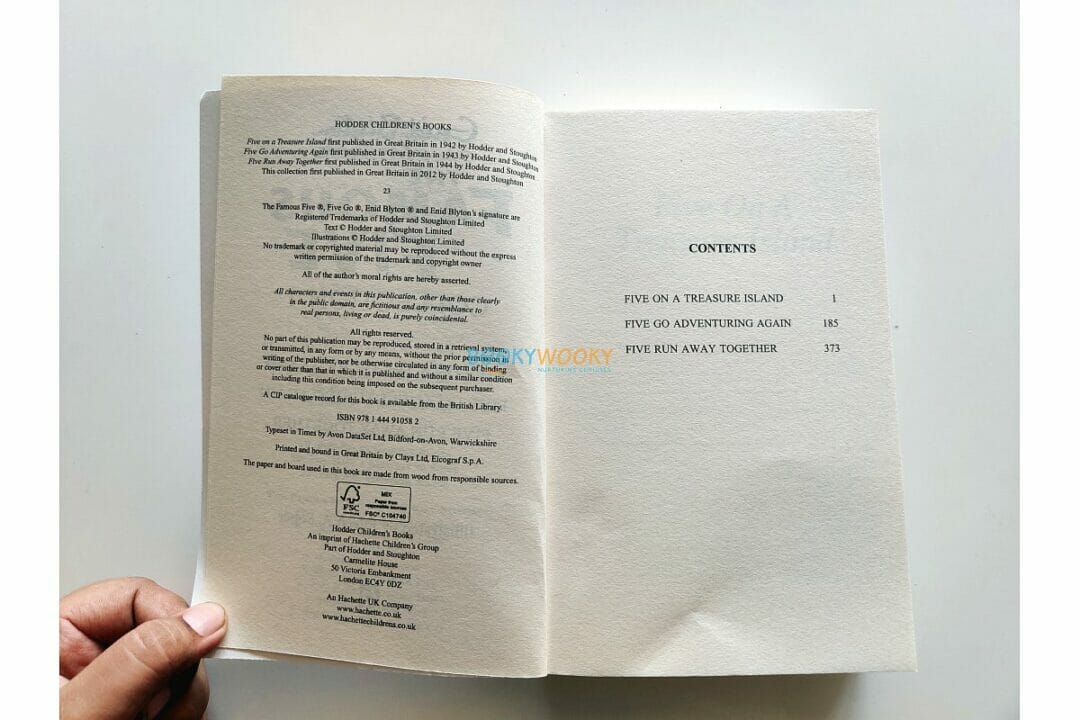 HODDER CHILDREN'S BOOKS
Five on a Treasure Island first published in Great Britain in 1942 by Hodder and Stoughton
Five Go Adventuring Again first published in Great Britain in 1943 by Hodder and Stoughton
Five Run Away Together first published in Great Britain in 1944 by Hodder and Stoughton
This collection first published in Great Britain in 2012 by Hodder and Stoughton
23
The Famous Five ®, Five Go ®, Enid Blyton ® and Enid Blyton's signature are
Registered Trademarks of Hodder and Stoughton Limited
Text © Hodder and Stoughton Limited
Illustrations © Hodder and Stoughton Limited
No trademark or copyrighted material may be reproduced without the express
written permission of the trademark and copyright owner
All of the author's moral rights are hereby asserted.
All characters and events in this publication, other than those clearly
in the public domain, are fictitious and any resemblance to
real persons, living or dead, is purely coincidental.
All rights reserved.
No part of this publication may be reproduced, stored in a retrieval system,
or transmitted, in any form or by any means, without the prior permission in
writing of the publisher, nor be otherwise circulated in any form of binding
or cover other than that in which it is published and without a similar condition
including this condition being imposed on the subsequent purchaser.
A CIP catalogue record for this book is available from the British Library.
ISBN 978 1 444 91058 2
Typeset in Times by Avon DataSet Ltd, Bidford-on-Avon, Warwickshire
Printed and bound in Great Britain by Clays Ltd, Elcograf S.p.A.
The paper and board used in this book are made from wood from responsible sources.
FSC
MIX
Paper from
responsible sources
FSC® C104740
Hodder Children's Books
An imprint of Hachette Children's Group
Part of Hodder and Stoughton
Carmelite House
50 Victoria Embankment
London EC4Y 0DZ
An Hachette UK Company
www.hachette.co.uk
www.hachettechildrens.co.uk
CONTENTS
FIVE ON A TREASURE ISLAND 1
FIVE GO ADVENTURING AGAIN 185
FIVE RUN AWAY TOGETHER 373
BOOKYWOOKY